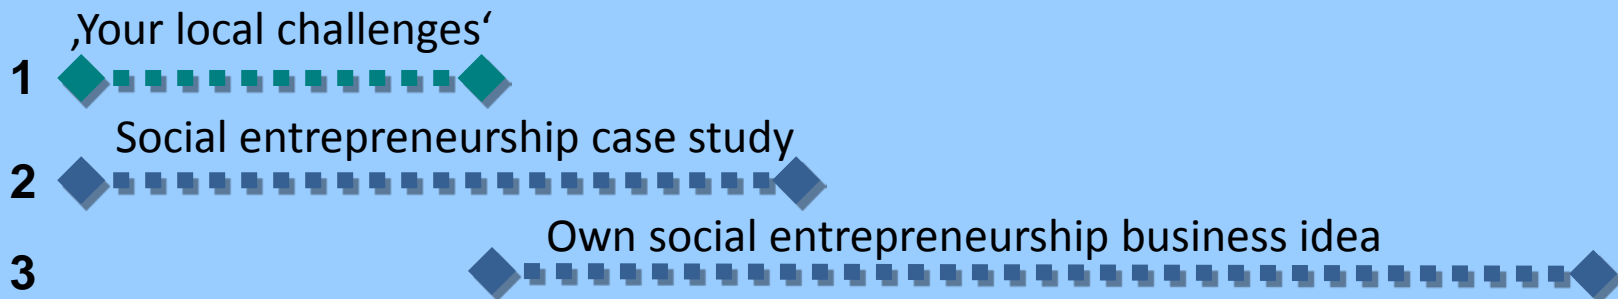 ‚Your local challenges‘
1
Social entrepreneurship case study
2
Own social entrepreneurship business idea
3